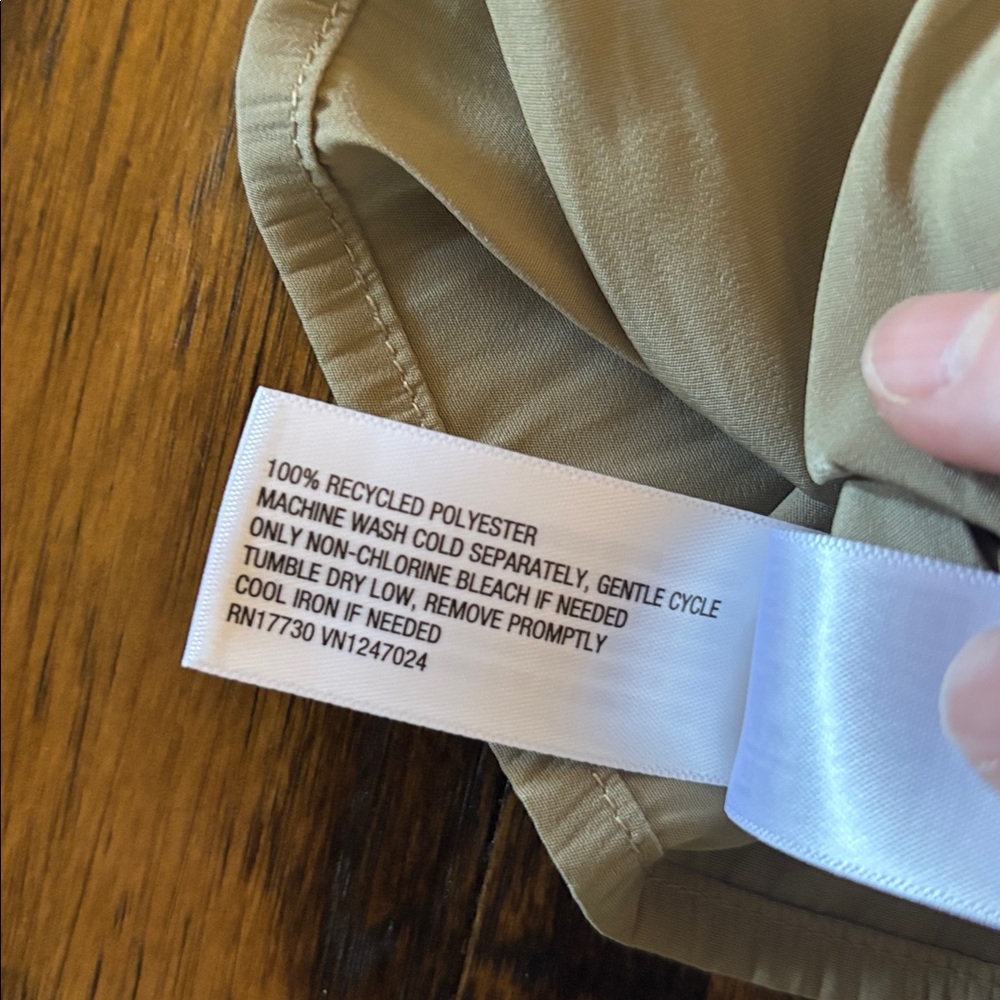 100% RECYCLED POLYESTER
MACHINE WASH COLD SEPARATELY, GENTLE CYCLE
ONLY NON-CHLORINE BLEACH IF NEEDED
TUMBLE DRY LOW, REMOVE PROMPTLY
COOL IRON IF NEEDED
RN17730 VN1247024